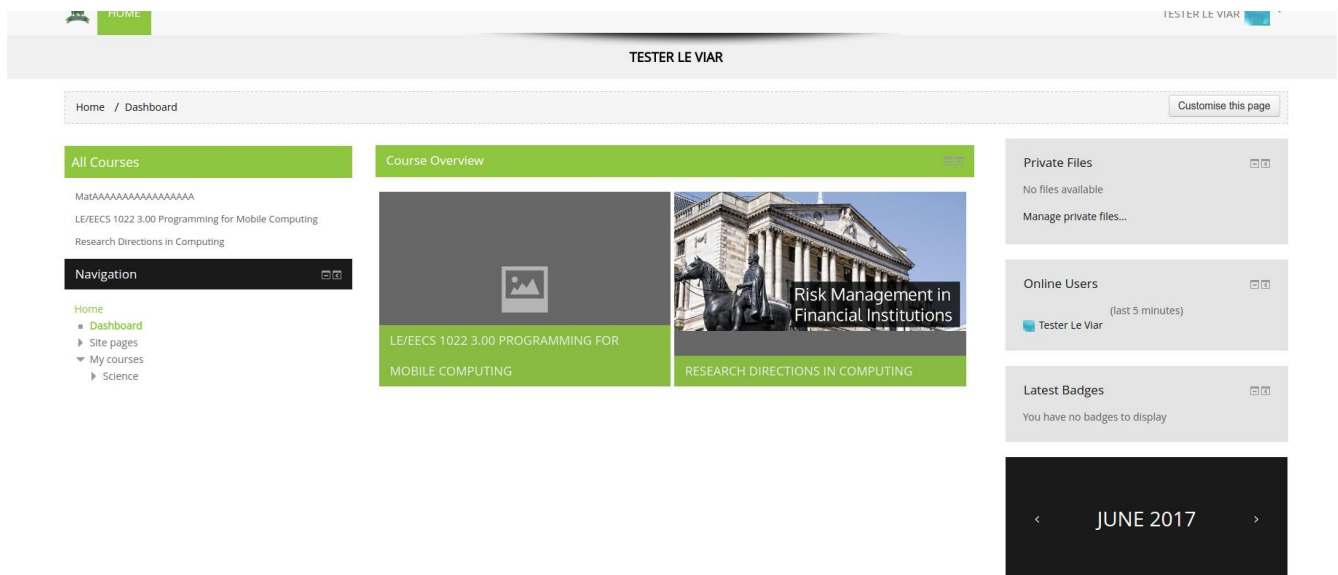 HOME
TESTER LE VIAR
TESTER LE VIAR
Home / Dashboard
Customise this page
All Courses
MatAAAAAAAAAAAAAAAAA
LE/EECS 1022 3.00 Programming for Mobile Computing
Research Directions in Computing
Navigation
Home
Dashboard
Site pages
My courses
Science
Course Overview
LE/EECS 1022 3.00 PROGRAMMING FOR
MOBILE COMPUTING
Risk Management in
Financial Institutions
RESEARCH DIRECTIONS IN COMPUTING
Private Files
No files available
Manage private files...
Online Users
(last 5 minutes)
Tester Le Viar
Latest Badges
You have no badges to display
JUNE 2017